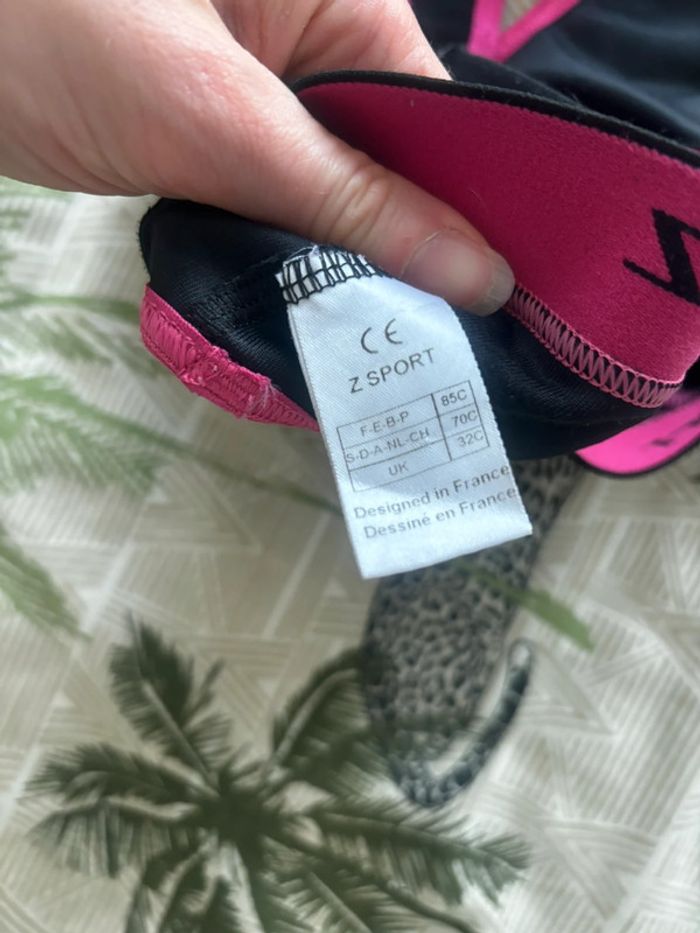 CE
Z SPORT
F-E-B-P 85C
S-D-A-NL-CH 70C
UK 32C
Designed in France
Dessiné en France